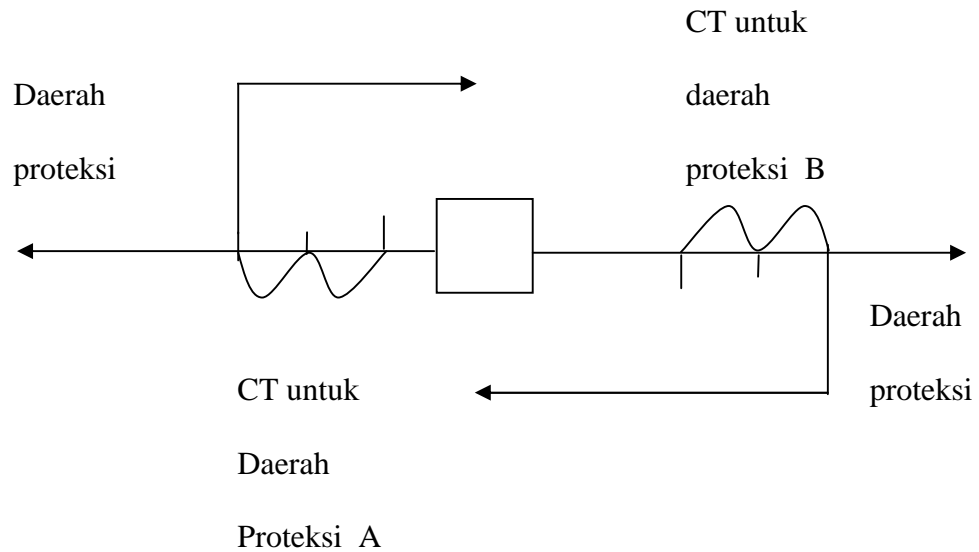 Daerah
proteksi
CT untuk
daerah
proteksi B
CT untuk
Daerah
Proteksi A
Daerah
proteksi